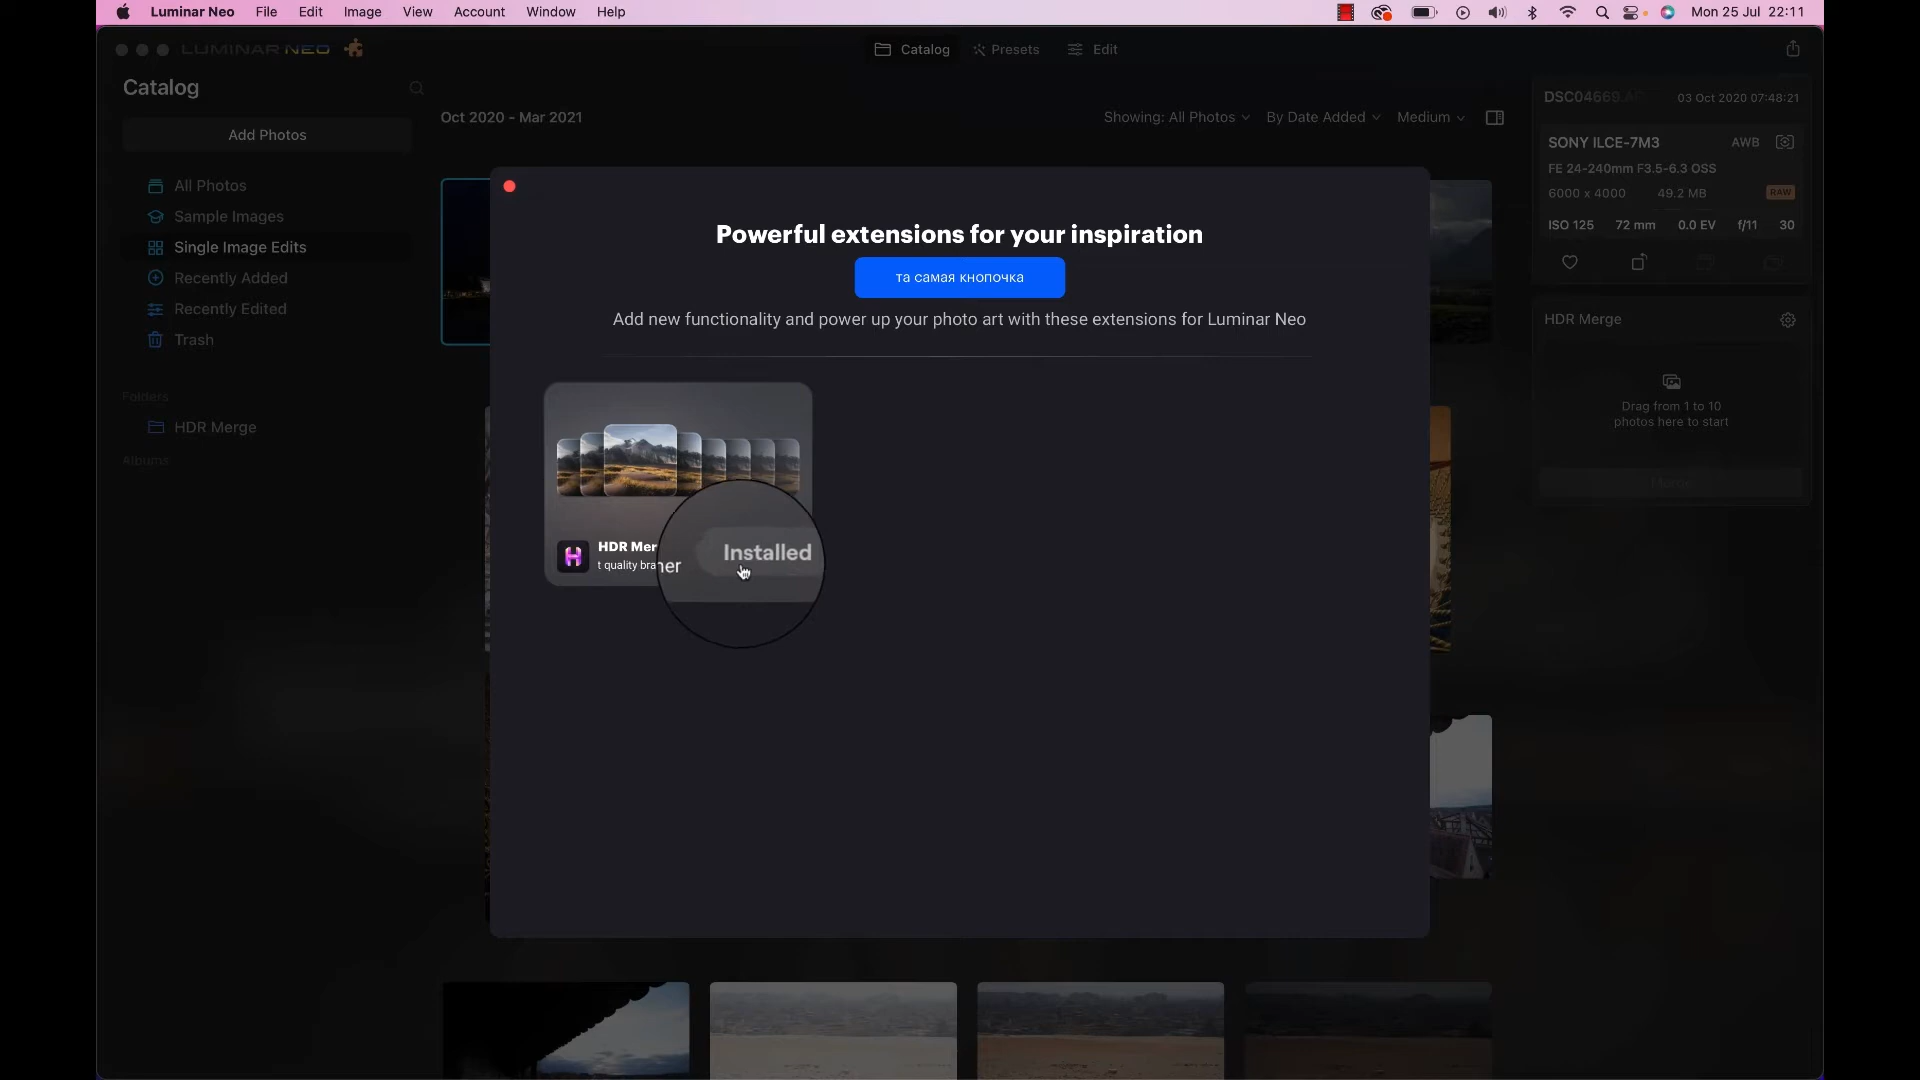 Luminar Neo File Edit Image View Account Window Help
Mon 25 Jul 22:11
LUMINAR NEO
Catalog Presets Edit
Catalog
Add Photos
All Photos
Sample Images
Single Image Edits
Recently Added
Recently Edited
Trash
Folders
HDR Merge
Albums
Oct 2020 - Mar 2021
Showing: All Photos By Date Added Medium
Powerful extensions for your inspiration
та самая кнопочка
Add new functionality and power up your photo art with these extensions for Luminar Neo
HDR Mer
t quality bra
her
Installed
DSC04669.AR
03 Oct 2020 07:48:21
SONY ILCE-7M3 AWB
FE 24-240mm F3.5-6.3 OSS
6000 x 4000 49.2 MB RAW
ISO 125 72 mm 0.0 EV f/11 30
HDR Merge
Drag from 1 to 10
photos here to start
Merge